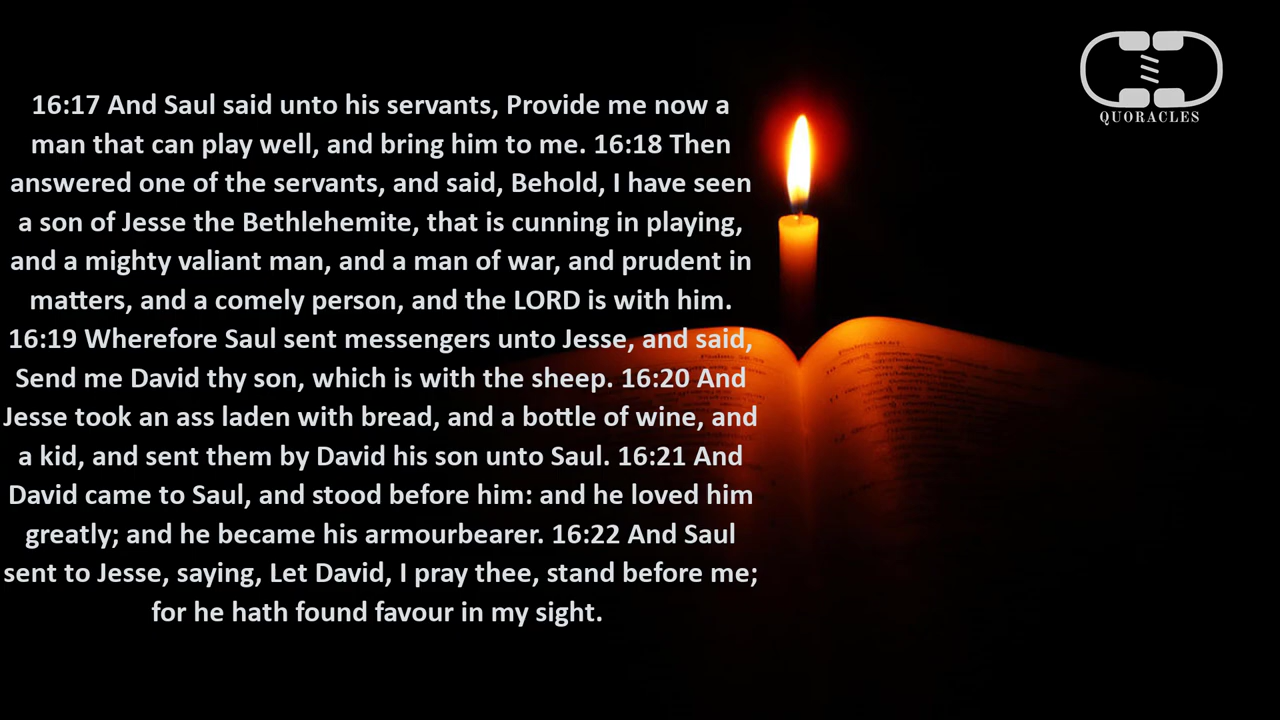 16:17 And Saul said unto his servants, Provide me now a
man that can play well, and bring him to me. 16:18 Then
answered one of the servants, and said, Behold, I have seen
a son of Jesse the Bethlehemite, that is cunning in playing,
and a mighty valiant man, and a man of war, and prudent in
matters, and a comely person, and the LORD is with him.
16:19 Wherefore Saul sent messengers unto Jesse, and said,
Send me David thy son, which is with the sheep. 16:20 And
Jesse took an ass laden with bread, and a bottle of wine, and
a kid, and sent them by David his son unto Saul. 16:21 And
David came to Saul, and stood before him: and he loved him
greatly; and he became his armourbearer. 16:22 And Saul
sent to Jesse, saying, Let David, I pray thee, stand before me;
for he hath found favour in my sight.
QUORACLES